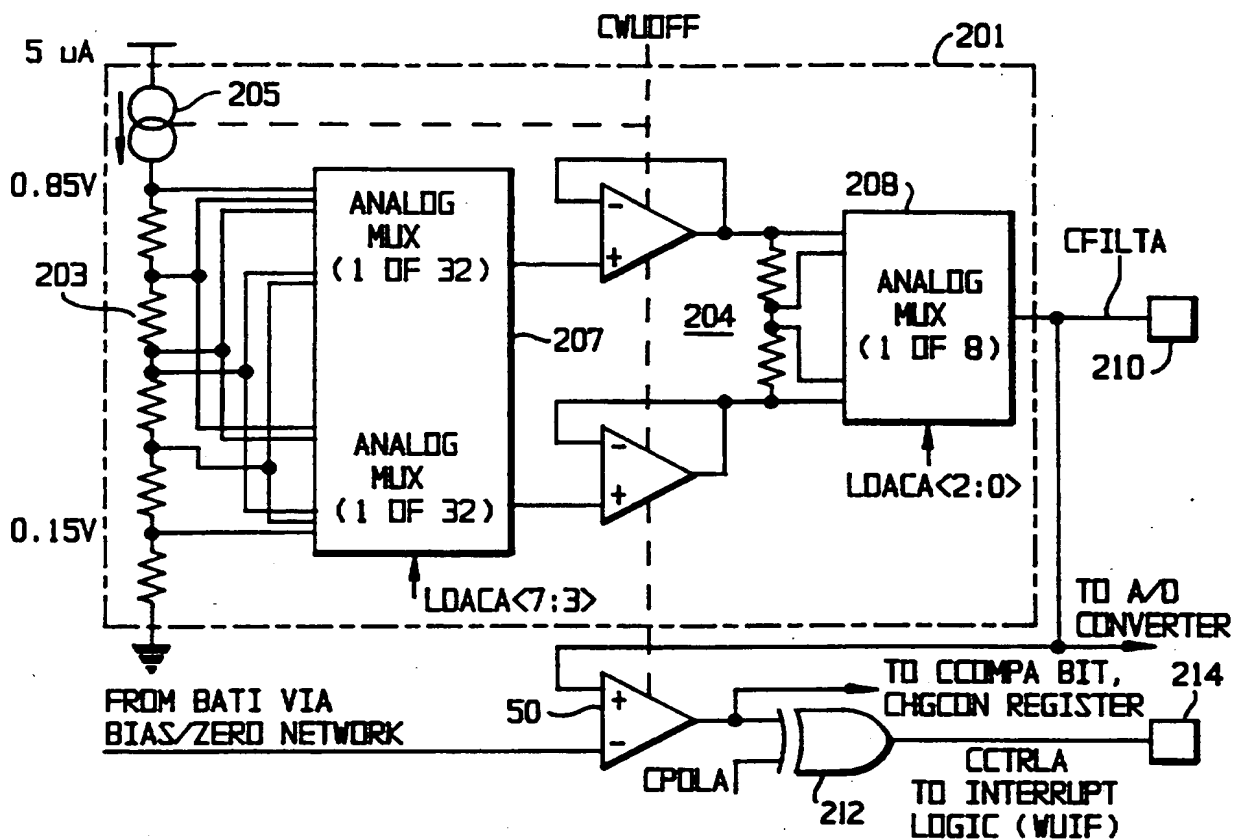 CWUOFF
201
5 uA
205
0.85V
ANALOG
MUX
(1 OF 32)
208
203
CFILTA
ANALOG
MUX
(1 OF 8)
204
207
210
ANALOG
MUX
(1 OF 32)
LDACA<2:0>
0.15V
LDACA<7:3>
TO A/D
CONVERTER
FROM BATI VIA
BIAS/ZERO NETWORK
50
TO CCOMPA BIT,
CHGCON REGISTER
214
CPOLA
212
CCTRLA
TO INTERRUPT
LOGIC (WUIF)
-
+
-
+
+
-